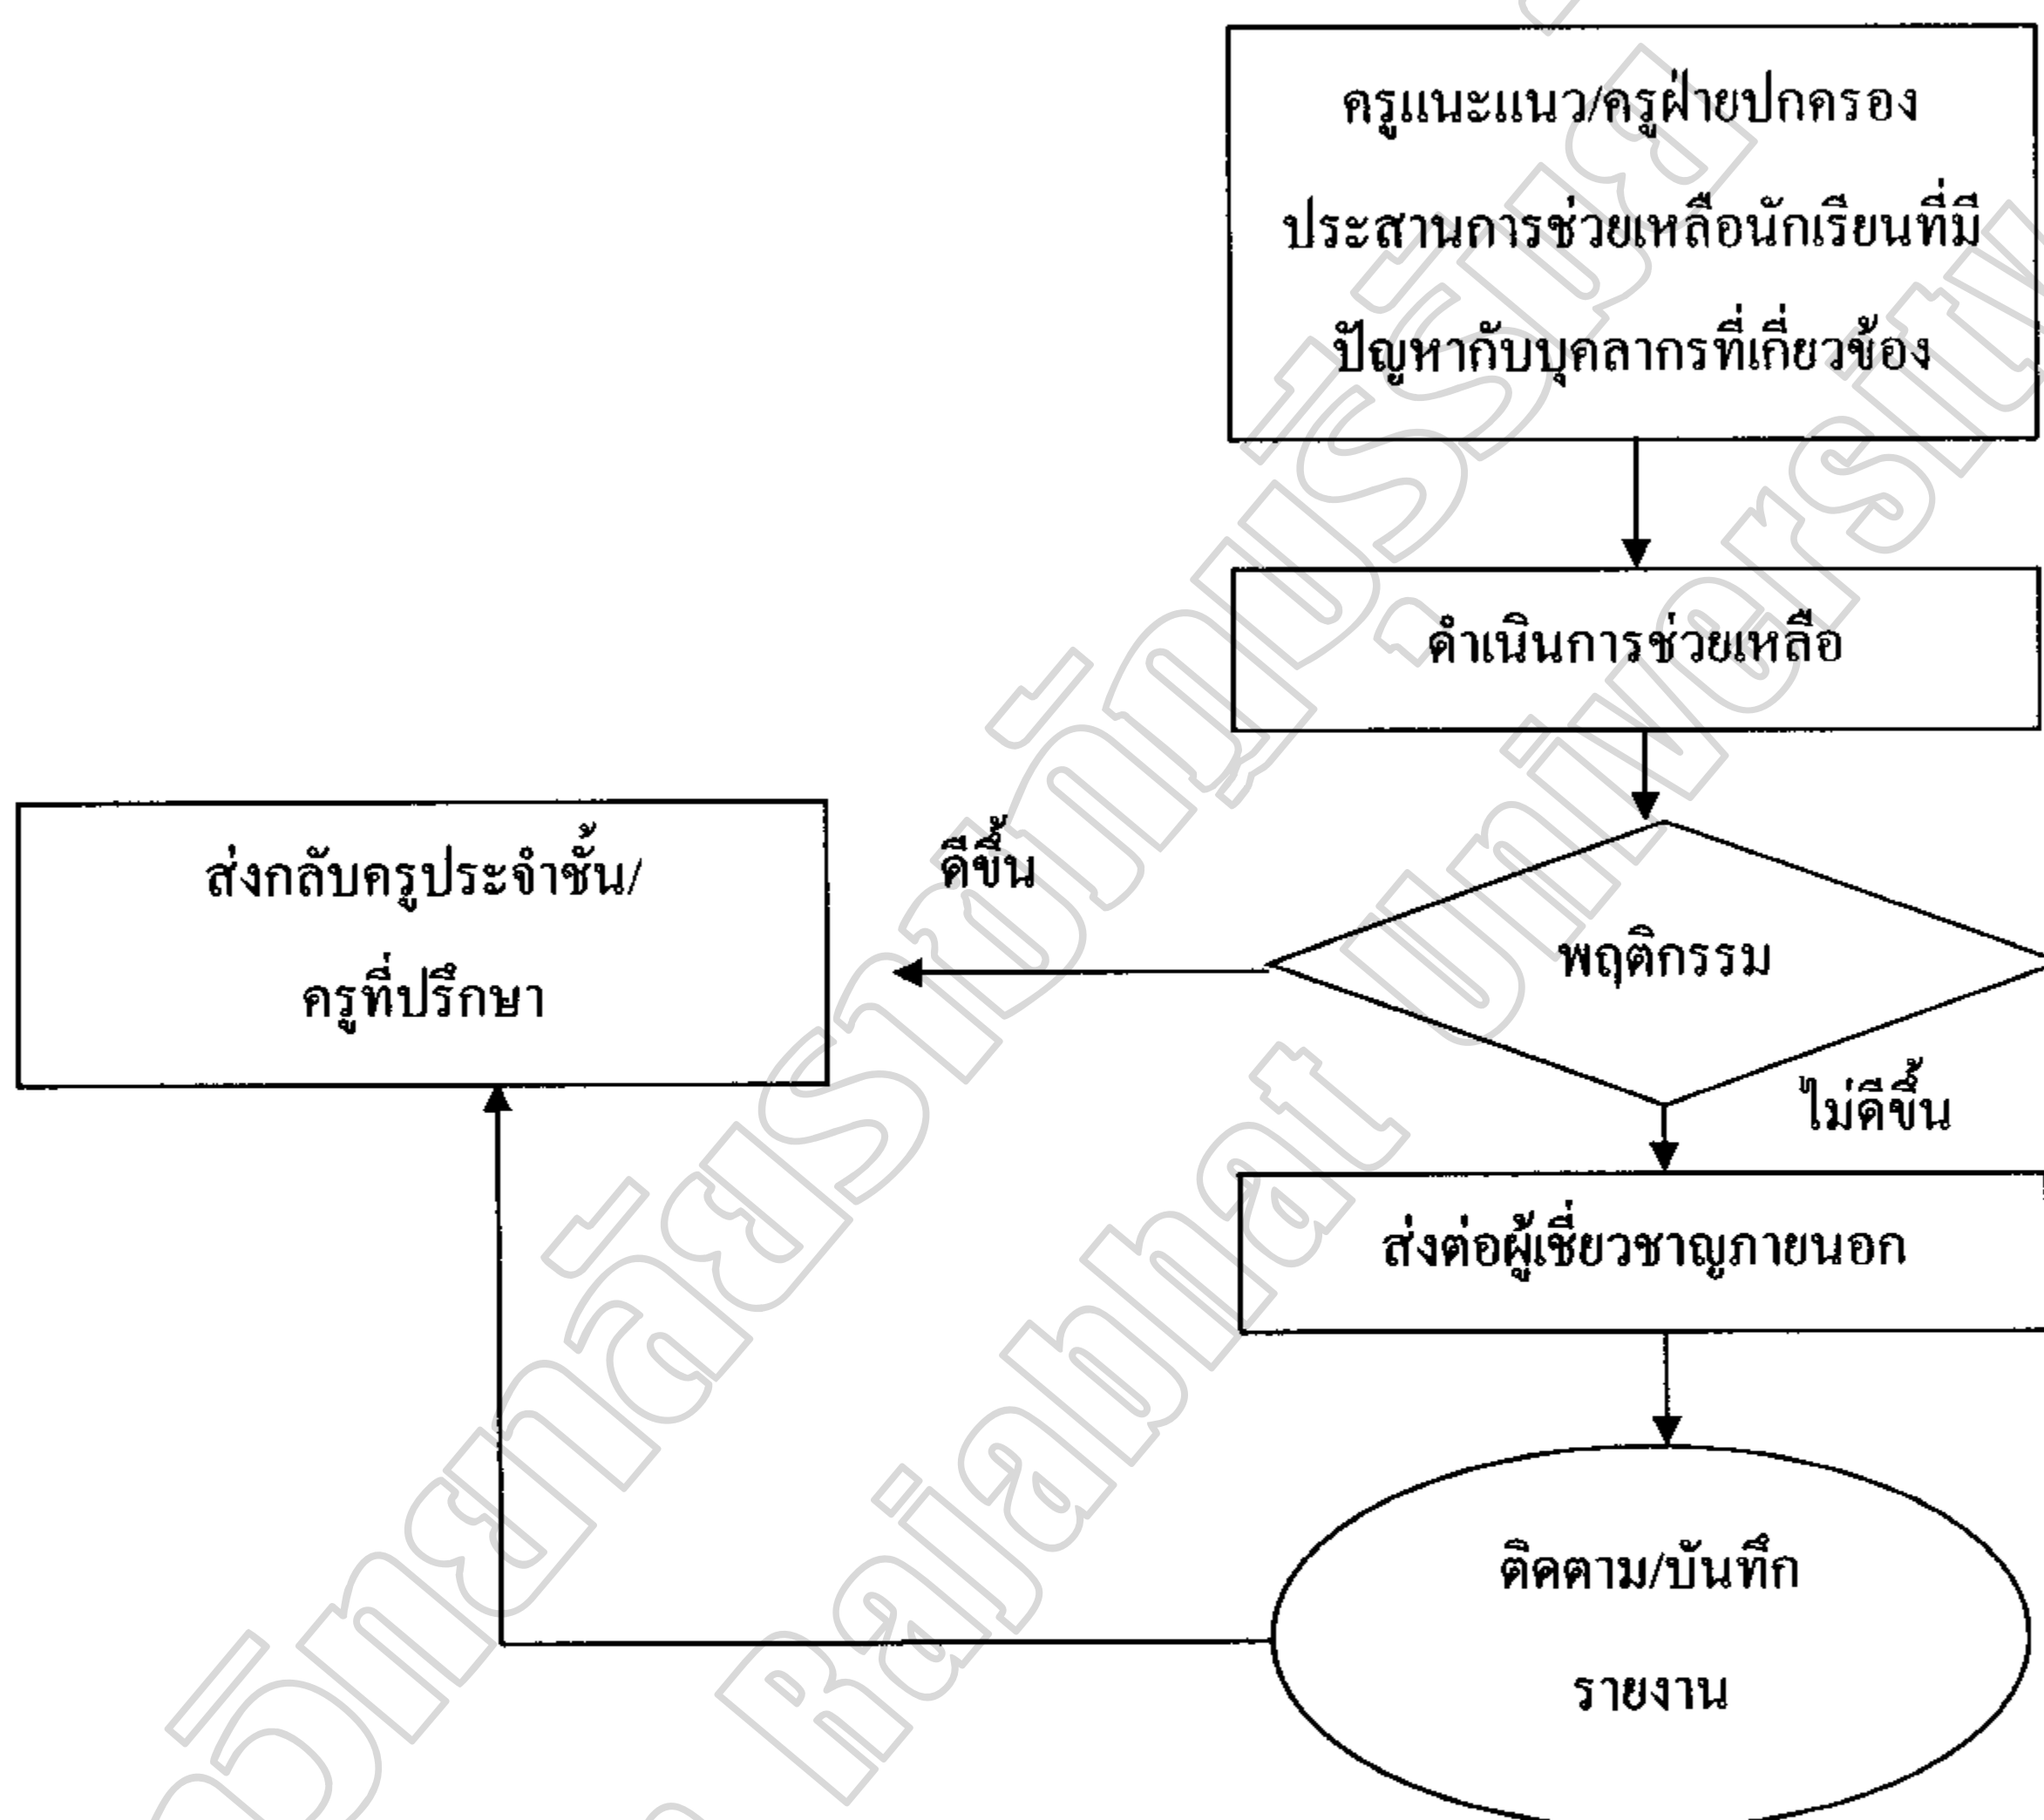 ครูแนะแนว/ครูฝ่ายปกครอง
ประสานการช่วยเหลือนักเรียนที่มี
ปัญหากับบุคลากรที่เกี่ยวข้อง
ดำเนินการช่วยเหลือ
ส่งกลับครูประจำชั้น/
ครูที่ปรึกษา
ดีขึ้น
พฤติกรรม
ไม่ดีขึ้น
ส่งต่อผู้เชี่ยวชาญภายนอก
ติดตาม/บันทึก
รายงาน
Rajabhat University